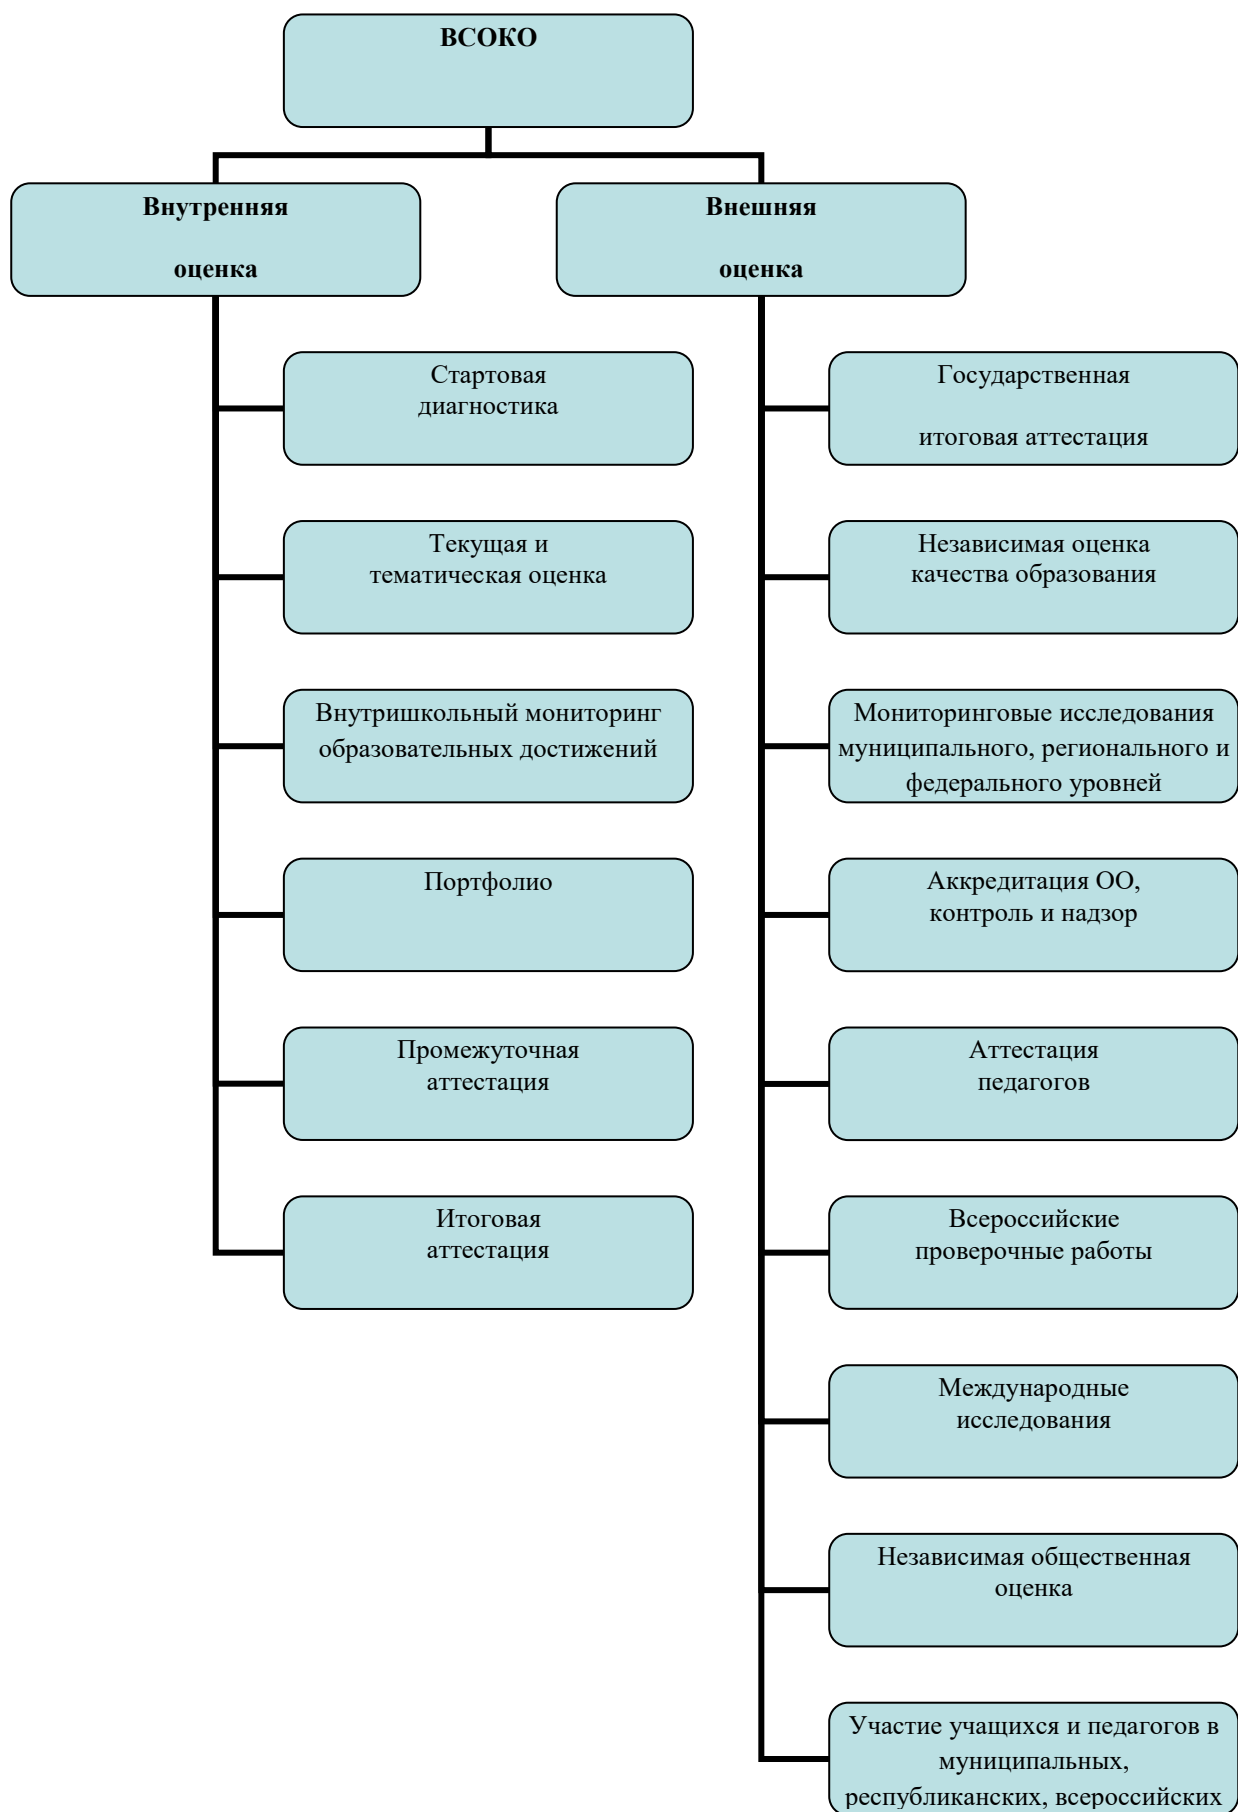 ВСОКО
Внутренняя
оценка
Внешняя
оценка
Стартовая
диагностика
Текущая и
тематическая оценка
Внутришкольный мониторинг
образовательных достижений
Портфолио
Промежуточная
аттестация
Итоговая
аттестация
Государственная
итоговая аттестация
Независимая оценка
качества образования
Мониторинговые исследования
муниципального, регионального и
федерального уровней
Аккредитация ОО,
контроль и надзор
Аттестация
педагогов
Всероссийские
проверочные работы
Международные
исследования
Независимая общественная
оценка
Участие учащихся и педагогов в
муниципальных,
республиканских, всероссийских